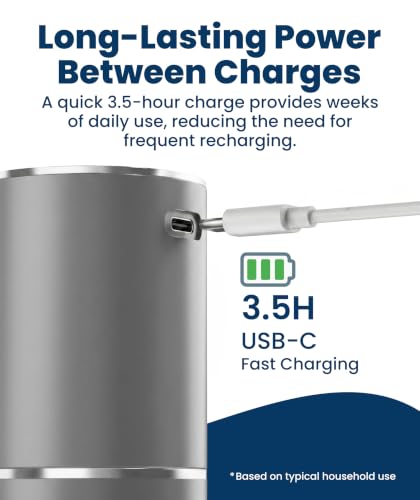 Long-Lasting Power
Between Charges
A quick 3.5-hour charge provides weeks
of daily use, reducing the need for
frequent recharging.
3.5H
USB-C
Fast Charging
*Based on typical household use